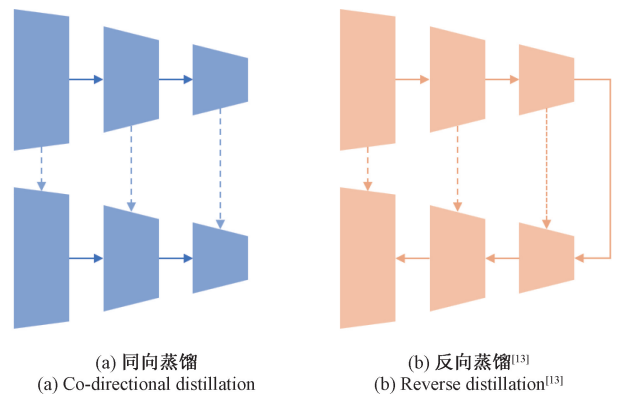 (a) 同向蒸馏
(a) Co-directional distillation
(b) 反向蒸馏[13]
(b) Reverse distillation[13]